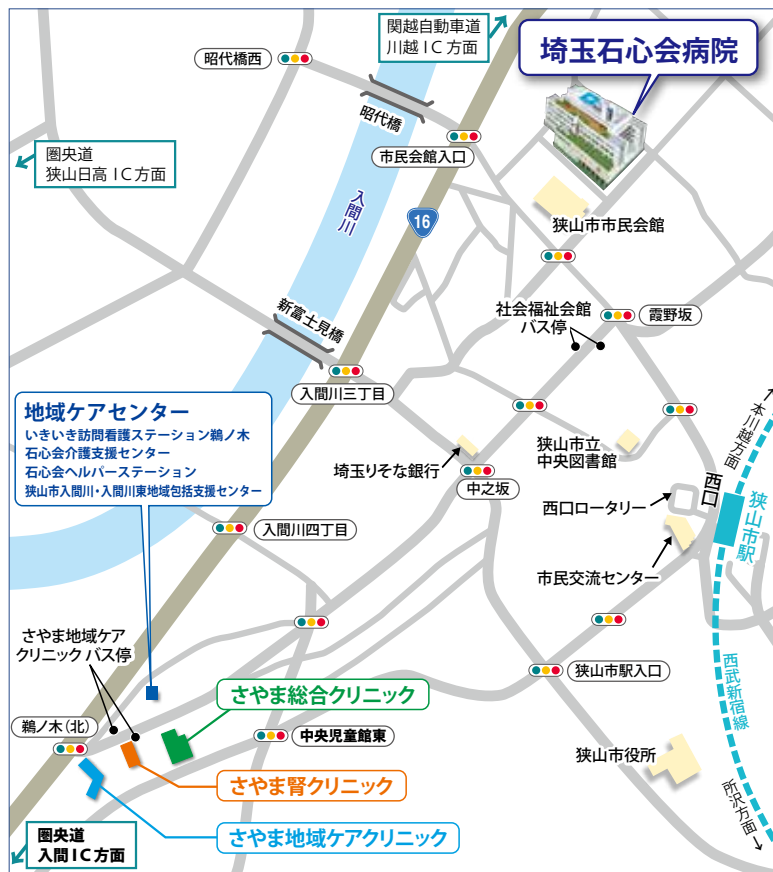 関越自動車道
川越IC方面
埼玉石心会病院
昭代橋西
昭代橋
市民会館入口
圏央道
狭山日高 IC方面
入間川
16
狭山市市民会館
新富士見橋
社会福祉会館
バス停
霞野坂
入間川三丁目
本川越方面
地域ケアセンター
いきいき訪問看護ステーション鵜ノ木
石心会介護支援センター
石心会ヘルパーステーション
狭山市入間川・入間川東地域包括支援センター
埼玉りそな銀行
中之坂
狭山市立
中央図書館
西口
西口ロータリー
狭山市駅
入間川四丁目
市民交流センター
さやま地域ケア
クリニック バス停
狭山市駅入口
西武新宿線
さやま総合クリニック
鵜ノ木(北)
中央児童館東
狭山市役所
さやま腎クリニック
所沢方面
さやま地域ケアクリニック
圏央道
入間IC方面